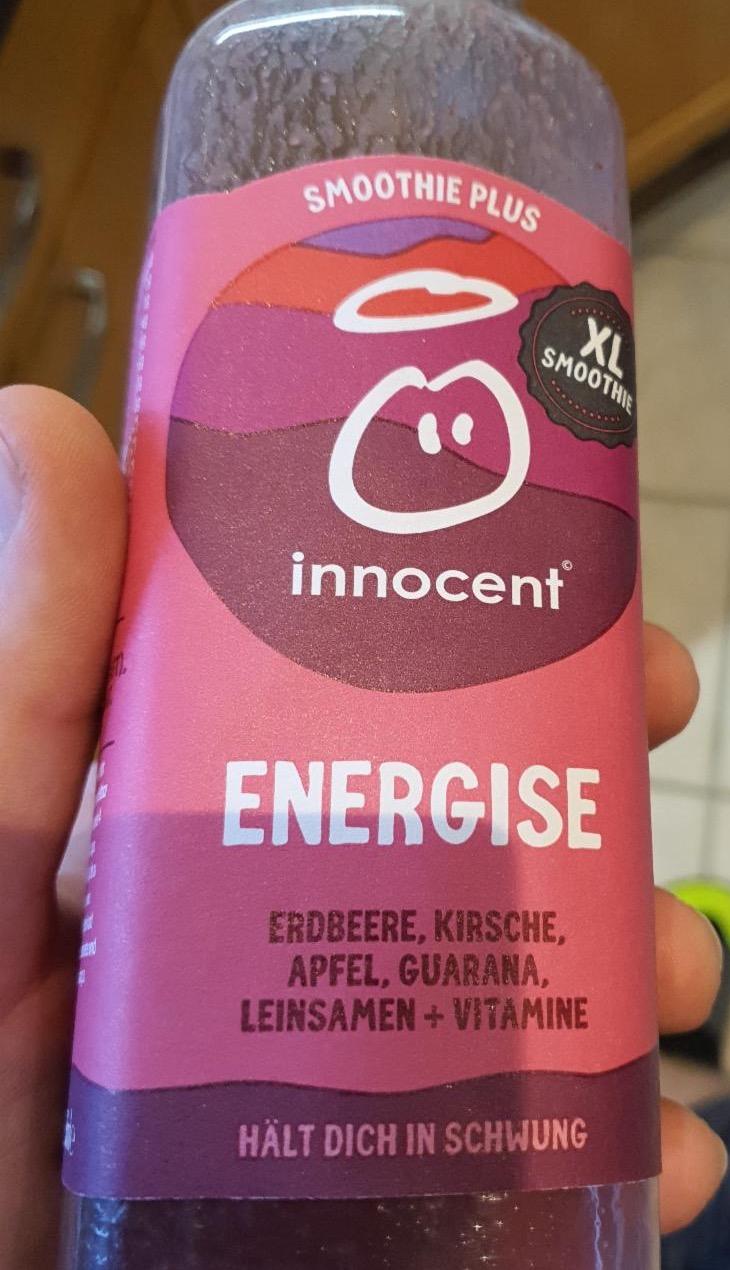 SMOOTHIE PLUS
XL
SMOOTHIE
innocent©
ENERGISE
ERDBEERE, KIRSCHE,
APFEL, GUARANA,
LEINSAMEN + VITAMINE
HÄLT DICH IN SCHWUNG